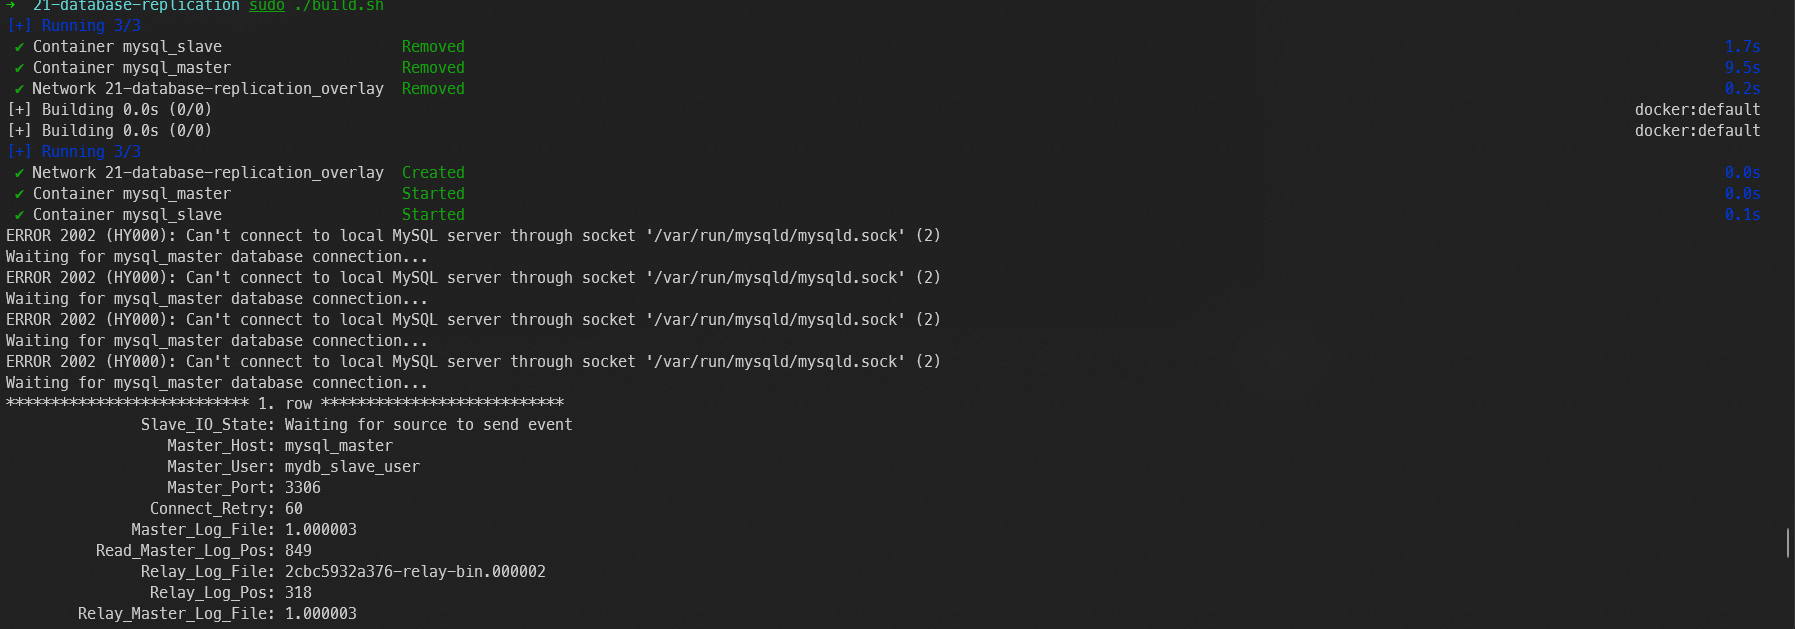 →  21-database-replication sudo ./build.sh
[+] Running 3/3
 ✔ Container mysql_slave                    Removed                    1.7s
 ✔ Container mysql_master                   Removed                    9.5s
 ✔ Network 21-database-replication_overlay  Removed                    0.2s
[+] Building 0.0s (0/0)                    docker:default
[+] Building 0.0s (0/0)                    docker:default
[+] Running 3/3
 ✔ Network 21-database-replication_overlay  Created                    0.0s
 ✔ Container mysql_master                   Started                    0.0s
 ✔ Container mysql_slave                    Started                    0.1s
ERROR 2002 (HY000): Can't connect to local MySQL server through socket '/var/run/mysqld/mysqld.sock' (2)
Waiting for mysql_master database connection...
ERROR 2002 (HY000): Can't connect to local MySQL server through socket '/var/run/mysqld/mysqld.sock' (2)
Waiting for mysql_master database connection...
ERROR 2002 (HY000): Can't connect to local MySQL server through socket '/var/run/mysqld/mysqld.sock' (2)
Waiting for mysql_master database connection...
ERROR 2002 (HY000): Can't connect to local MySQL server through socket '/var/run/mysqld/mysqld.sock' (2)
Waiting for mysql_master database connection...
*************************** 1. row ***************************
               Slave_IO_State: Waiting for source to send event
                  Master_Host: mysql_master
                  Master_User: mydb_slave_user
                  Master_Port: 3306
                Connect_Retry: 60
              Master_Log_File: 1.000003
          Read_Master_Log_Pos: 849
               Relay_Log_File: 2cbc5932a376-relay-bin.000002
                Relay_Log_Pos: 318
        Relay_Master_Log_File: 1.000003